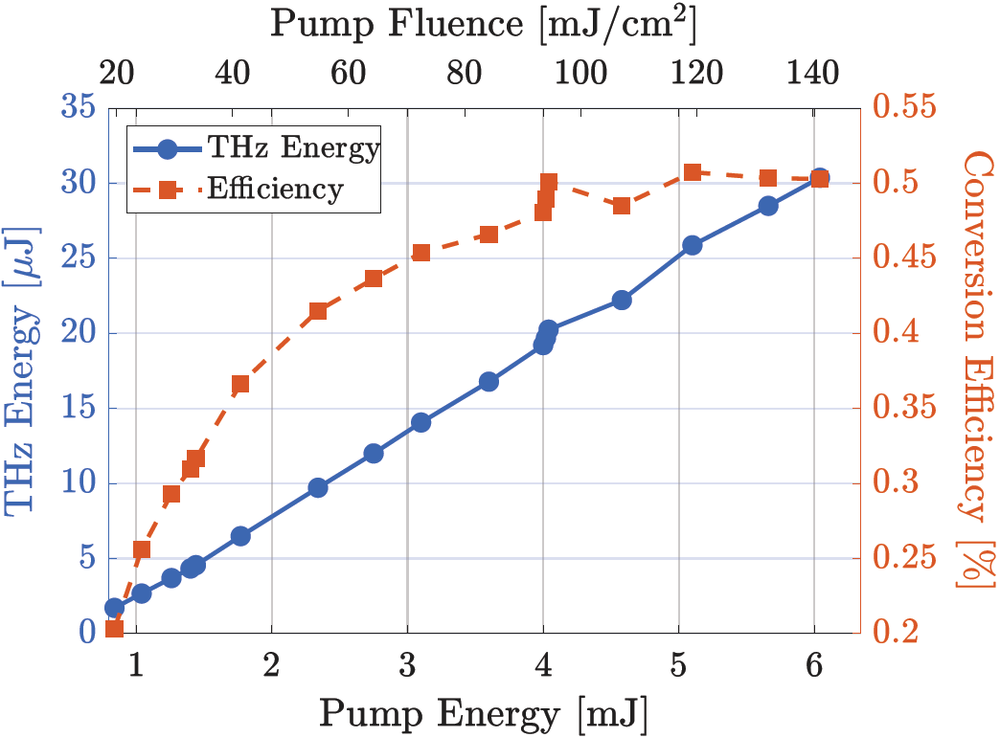 Pump Fluence [mJ/cm²]
20 40 60 80 100 120 140
THz Energy [μJ]
35
30
25
20
15
10
5
0
THz Energy
Efficiency
0.55
0.5
0.45
0.4
0.35
0.3
0.25
0.2
Conversion Efficiency [%]
1 2 3 4 5 6
Pump Energy [mJ]